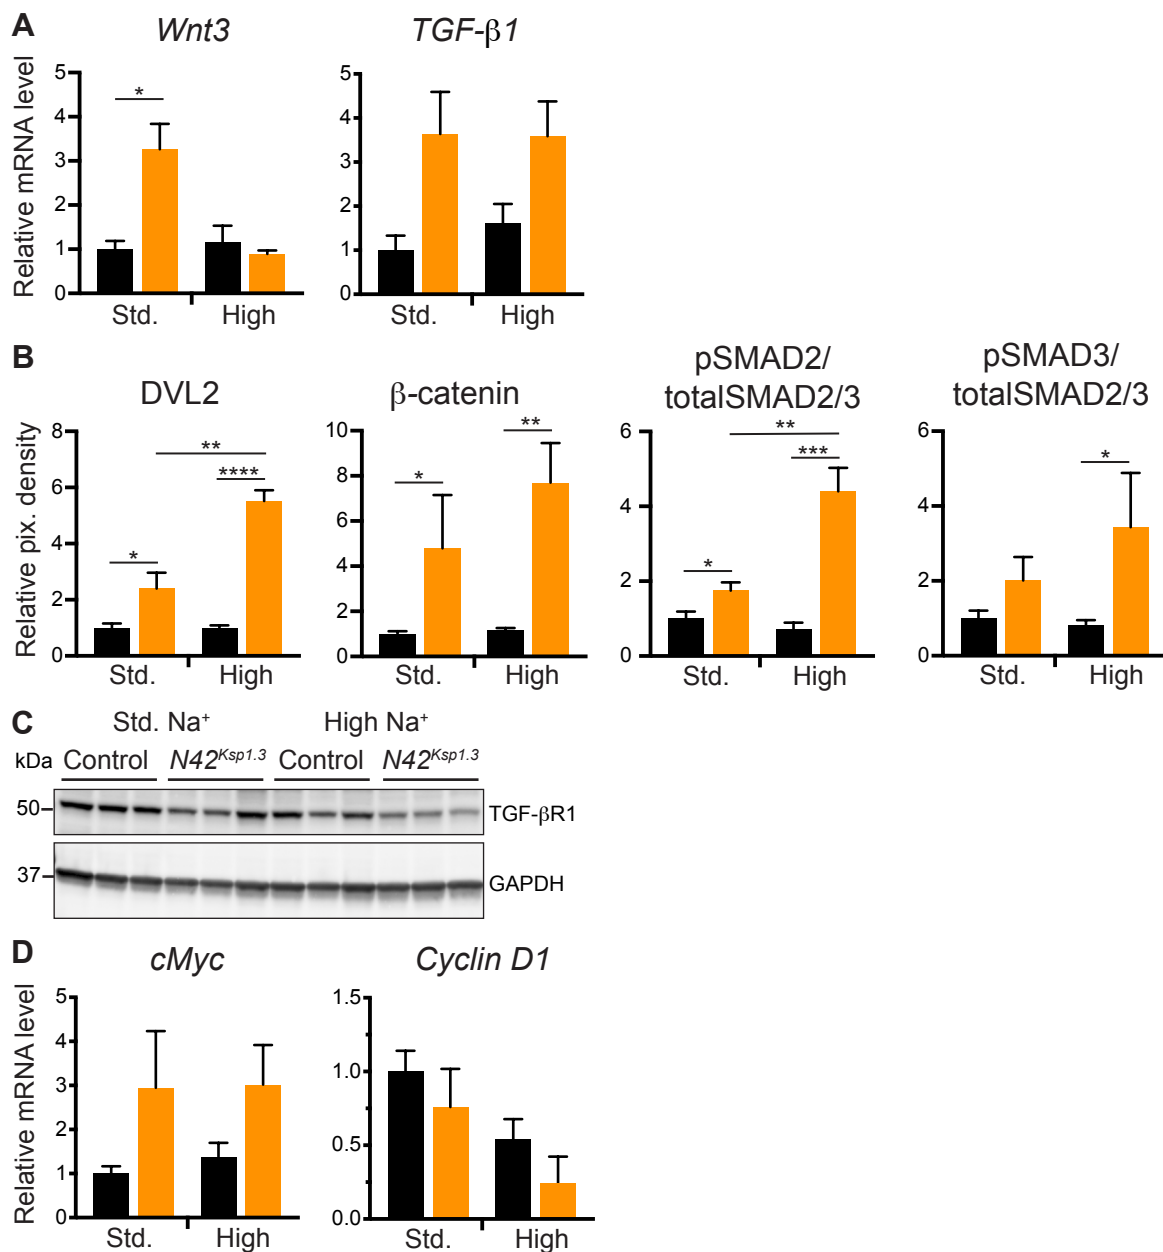 A
Wnt3
TGF-β1
Relative mRNA level
5
4
3
2
1
0
*
Std.
High
5
4
3
2
1
0
Std.
High
B
DVL2
β-catenin
pSMAD2/
totalSMAD2/3
pSMAD3/
totalSMAD2/3
Relative pix. density
8
6
4
2
0
*
**
****
Std.
High
10
8
6
4
2
0
*
**
Std.
High
6
4
2
0
*
**
***
Std.
High
6
4
2
0
*
Std.
High
C
Std. Na⁺
High Na⁺
kDa
Control
N42ᴷˢᵖ¹·³
Control
N42ᴷˢᵖ¹·³
50
TGF-βR1
37
GAPDH
D
cMyc
Cyclin D1
Relative mRNA level
5
4
3
2
1
0
Std.
High
1.5
1.0
0.5
0.0
Std.
High